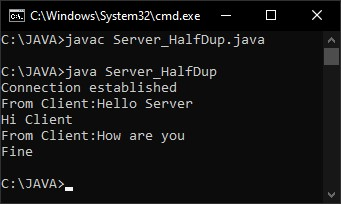 C:\Windows\System32\cmd.exe
C:\JAVA>javac Server_HalfDup.java
C:\JAVA>java Server_HalfDup
Connection established
From Client:Hello Server
Hi Client
From Client:How are you
Fine
C:\JAVA>